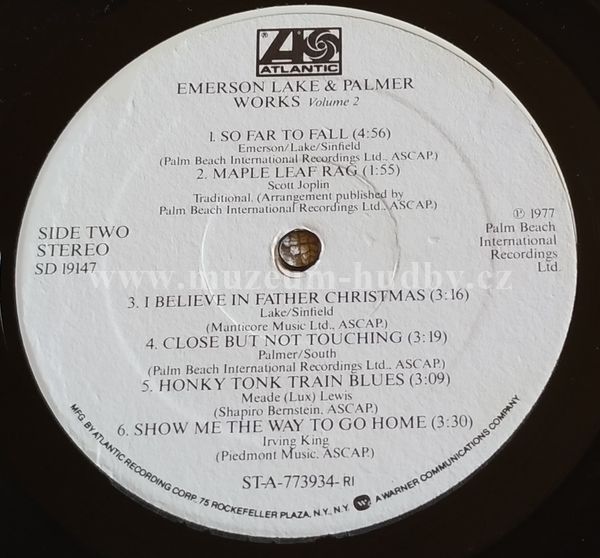 ATLANTIC
EMERSON LAKE & PALMER
WORKS Volume 2
1. SO FAR TO FALL (4:56)
Emerson/Lake/Sinfield
(Palm Beach International Recordings Ltd., ASCAP.)
2. MAPLE LEAF RAG (1:55)
Scott Joplin
Traditional, (Arrangement published by
Palm Beach International Recordings Ltd., ASCAP.)
SIDE TWO
STEREO
SD 19147
℗ 1977
Palm Beach
International
Recordings
Ltd.
www.muzeum-hudby.cz
3. I BELIEVE IN FATHER CHRISTMAS (3:16)
Lake/Sinfield
(Manticore Music Ltd., ASCAP.)
4. CLOSE BUT NOT TOUCHING (3:19)
Palmer/South
(Palm Beach International Recordings Ltd., ASCAP.)
5. HONKY TONK TRAIN BLUES (3:09)
Meade (Lux) Lewis
(Shapiro Bernstein, ASCAP.)
6. SHOW ME THE WAY TO GO HOME (3:30)
Irving King
(Piedmont Music, ASCAP.)
ST-A-773934-RI
MFG. BY ATLANTIC RECORDING CORP. 75 ROCKEFELLER PLAZA, N.Y., N.Y. A WARNER COMMUNICATIONS COMPANY